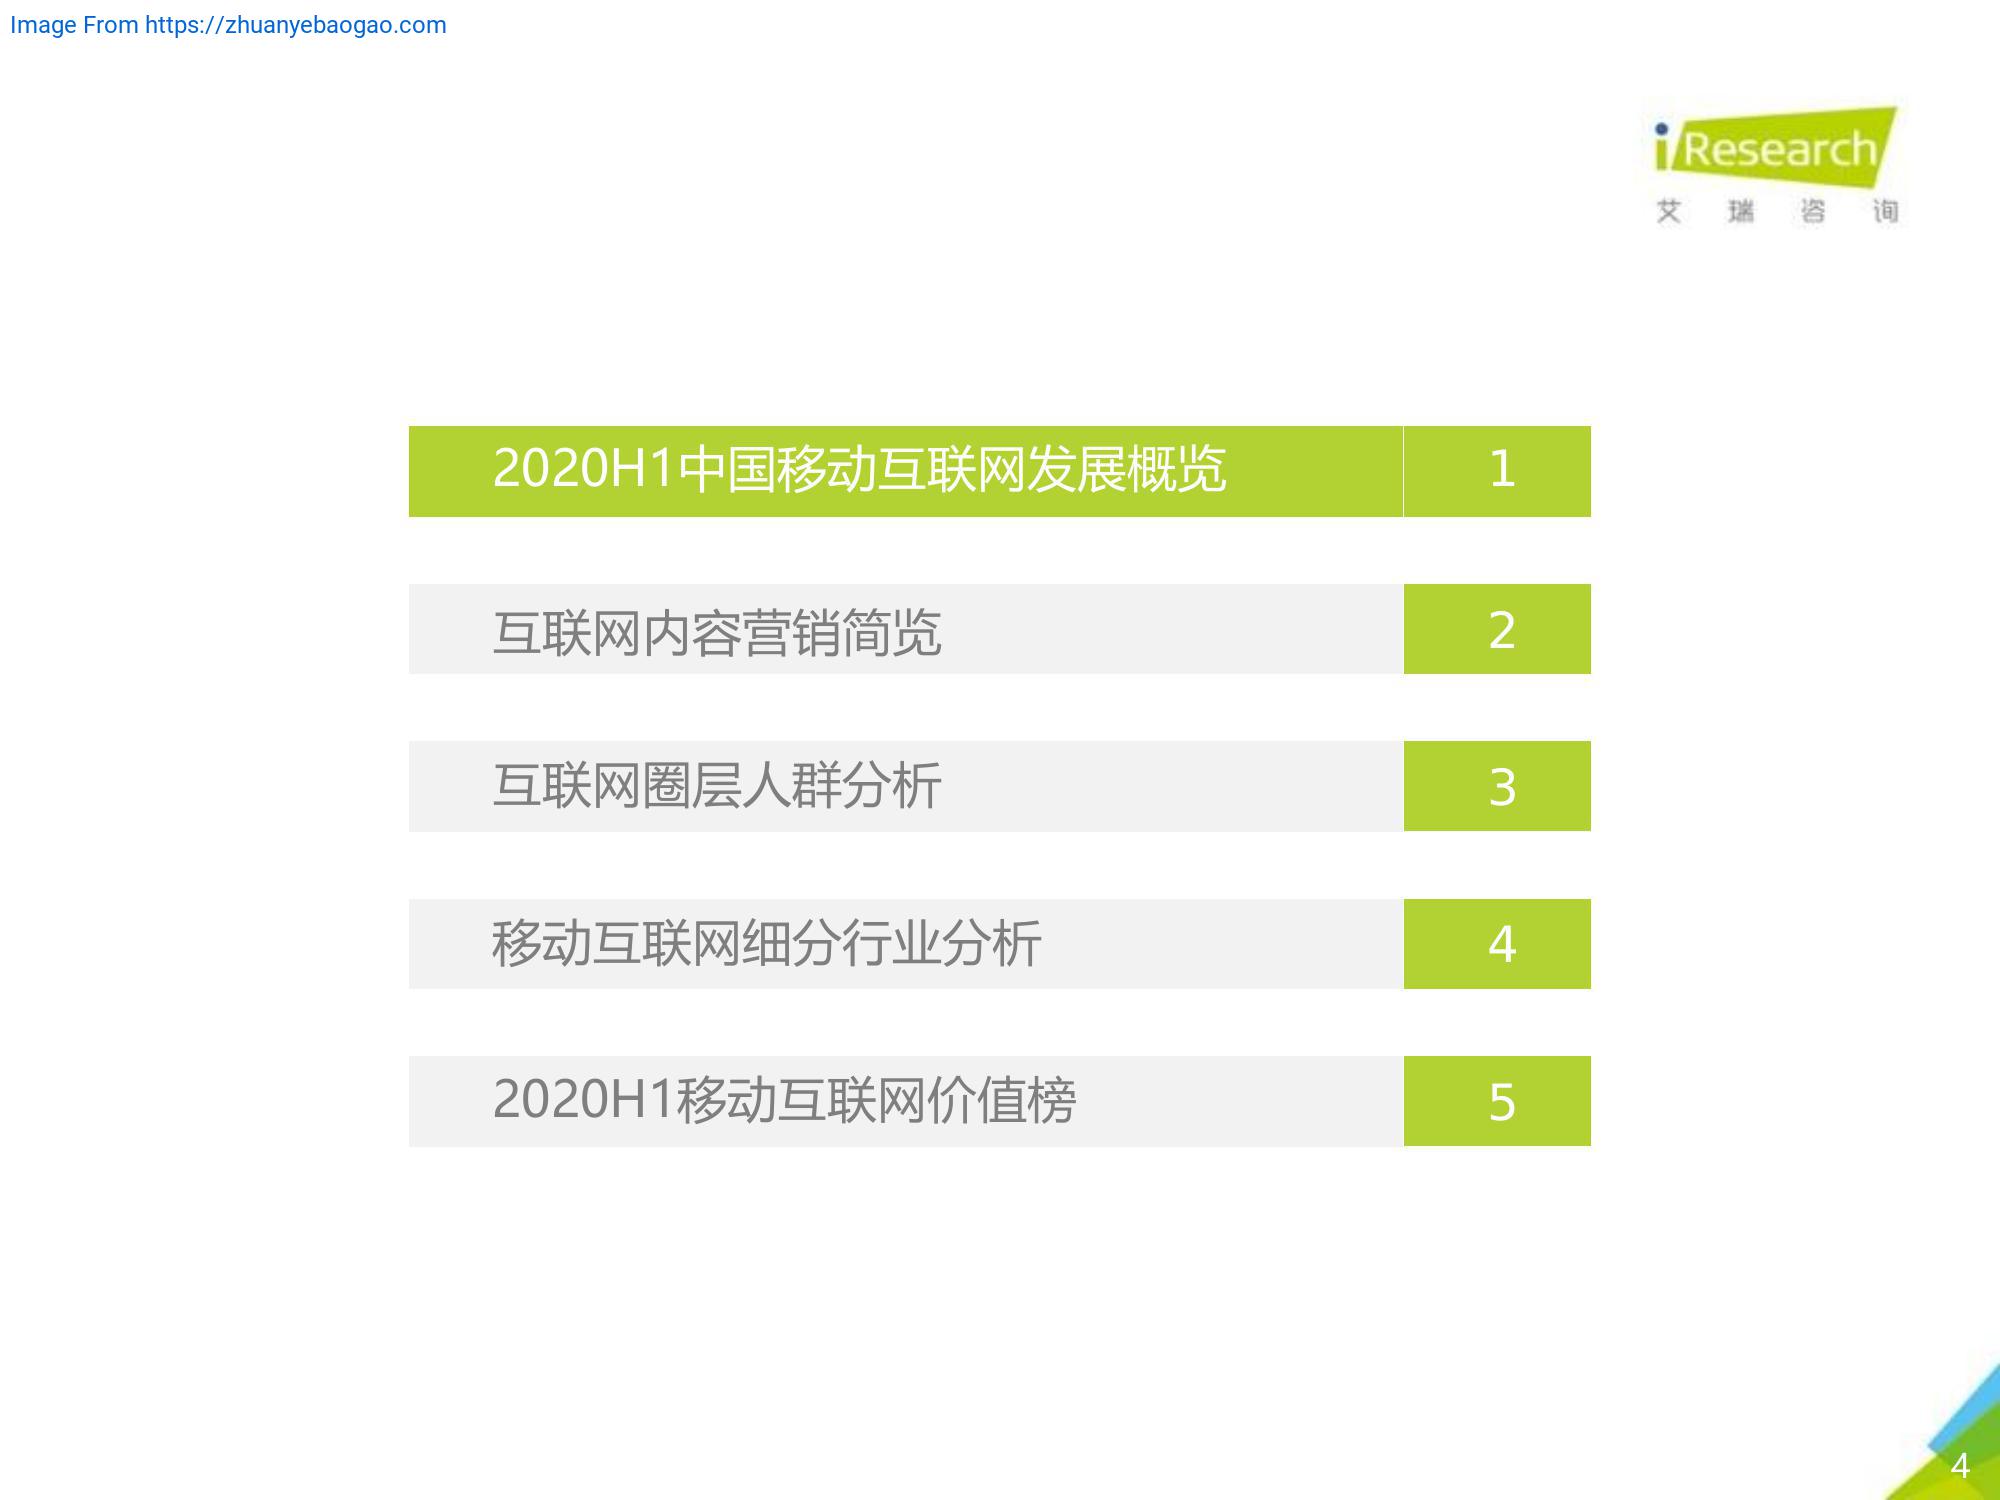 Image From https://zhuanyebaogao.com
iResearch
艾瑞咨询
2020H1中国移动互联网发展概览 1
互联网内容营销简览 2
互联网圈层人群分析 3
移动互联网细分行业分析 4
2020H1移动互联网价值榜 5
4